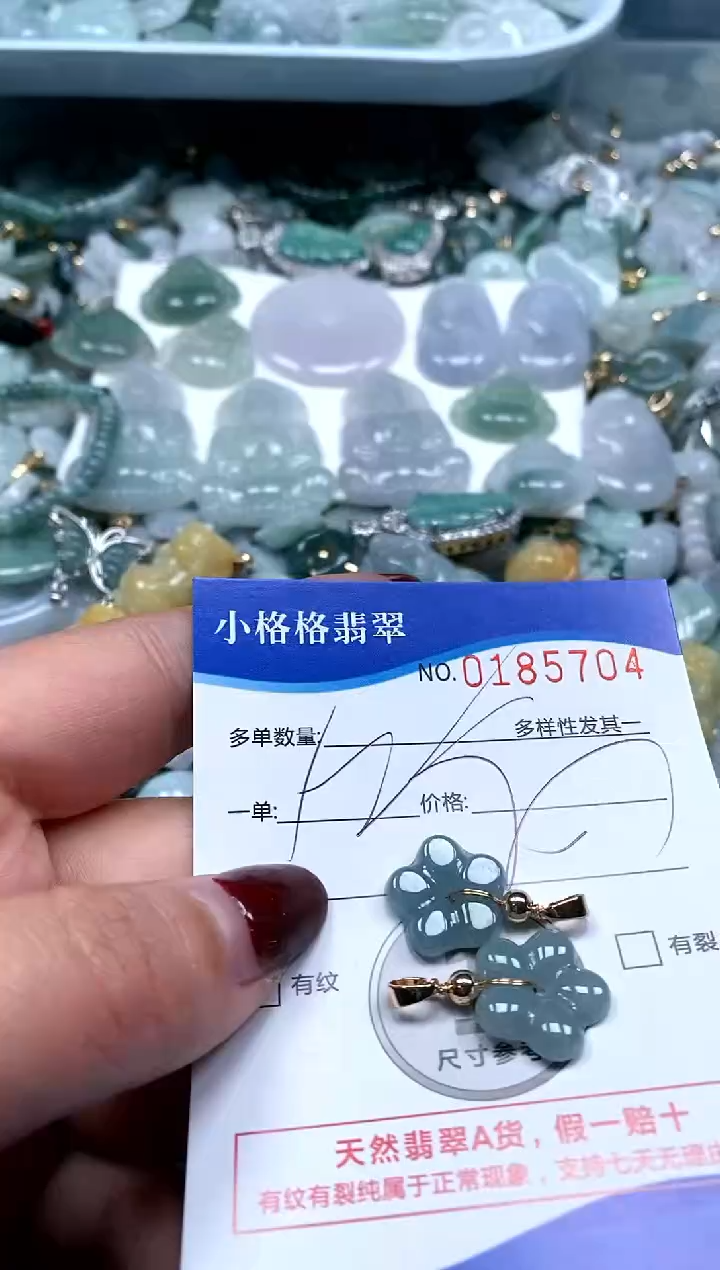 小格格翡翠
NO.0185704
多单数量: 多样性发其一
一单: 价格:
有纹 有裂
尺寸参考
天然翡翠A货，假一赔十
有纹有裂纯属于正常现象，支持七天无理由